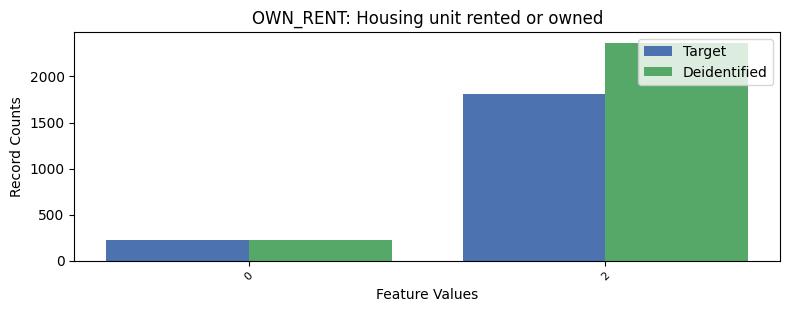 OWN_RENT: Housing unit rented or owned
Target
Deidentified
Record Counts
2000
1500
1000
500
0
0
2
Feature Values